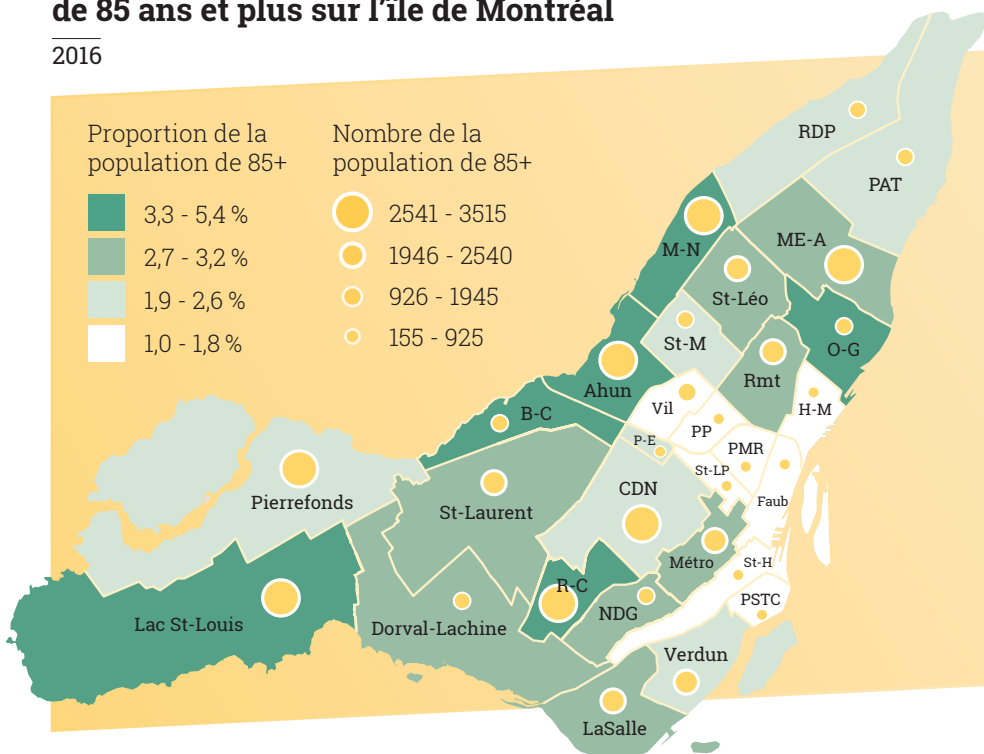 de 85 ans et plus sur l'île de Montréal
2016
Proportion de la
population de 85+
3,3 - 5,4 %
2,7 - 3,2 %
1,9 - 2,6 %
1,0 - 1,8 %
Nombre de la
population de 85+
2541 - 3515
1946 - 2540
926 - 1945
155 - 925
RDP
PAT
M-N
ME-A
St-Léo
St-M
O-G
Rmt
Ahun
H-M
Vil
B-C
PP
P-E
PMR
St-LP
CDN
Faub
Pierrefonds
St-Laurent
Métro
St-H
R-C
PSTC
NDG
Lac St-Louis
Dorval-Lachine
Verdun
LaSalle